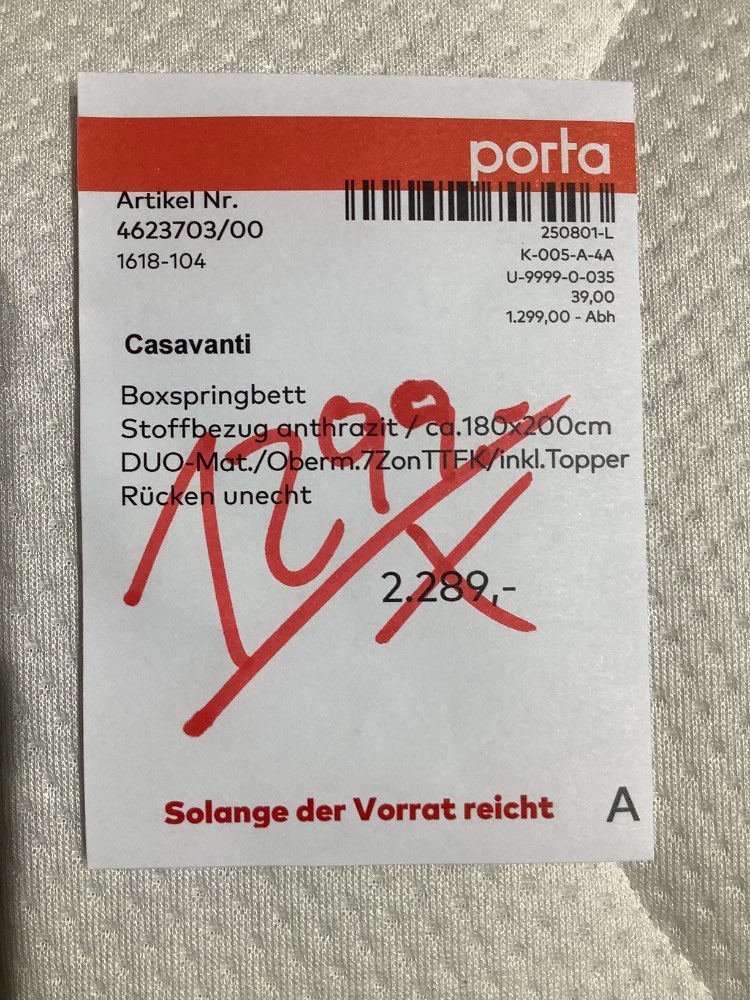 porta
Artikel Nr.
4623703/00
1618-104
250801-L
K-005-A-4A
U-9999-0-035
39,00
1.299,00 - Abh
Casavanti
Boxspringbett
Stoffbezug anthrazit / ca.180x200cm
DUO-Mat./Oberm.7ZonTTFK/inkl.Topper
Rücken unecht
1299,-
2.289,-
Solange der Vorrat reicht
A